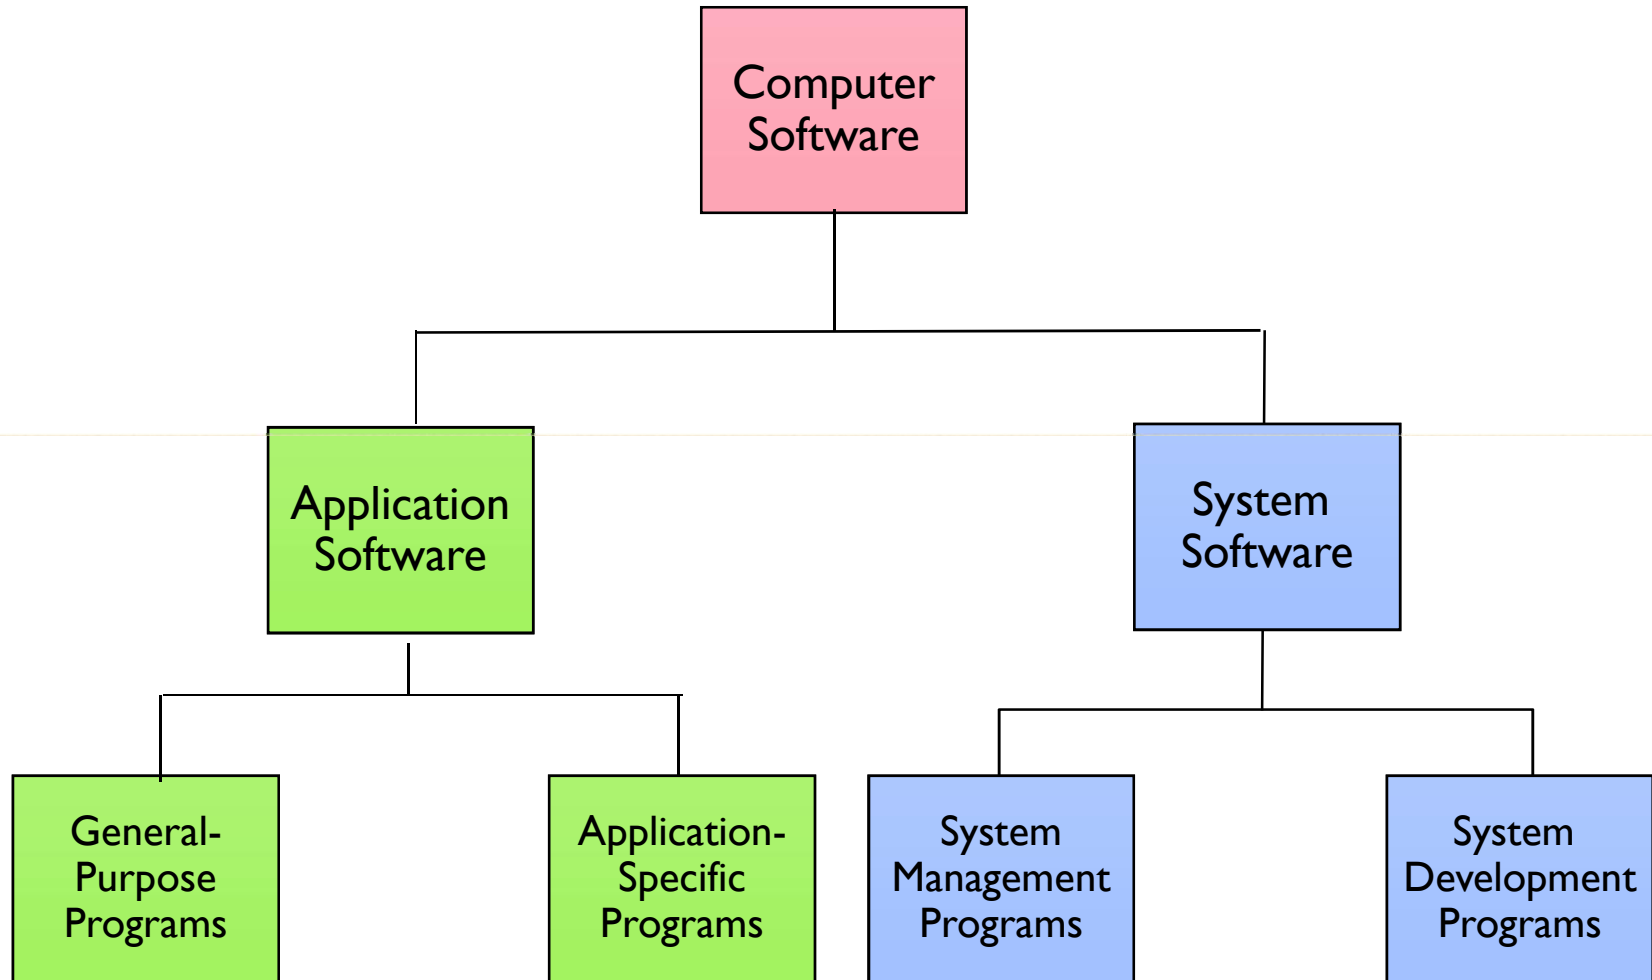 Computer
Software
Application
Software
System
Software
General-
Purpose
Programs
Application-
Specific
Programs
System
Management
Programs
System
Development
Programs